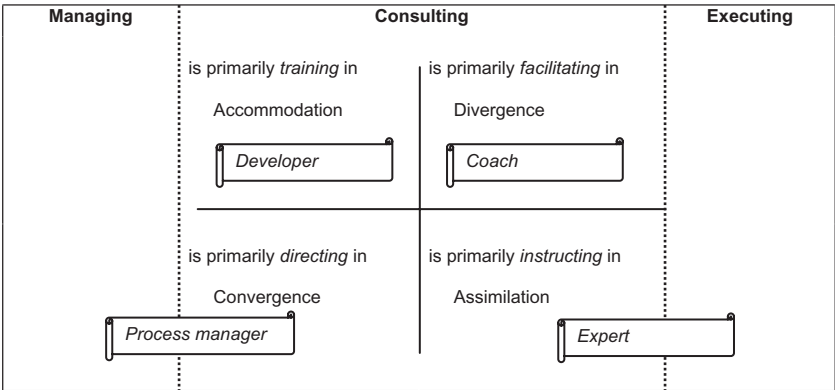 Managing Consulting Executing
is primarily training in
Accommodation
Developer
is primarily facilitating in
Divergence
Coach
is primarily directing in
Convergence
Process manager
is primarily instructing in
Assimilation
Expert